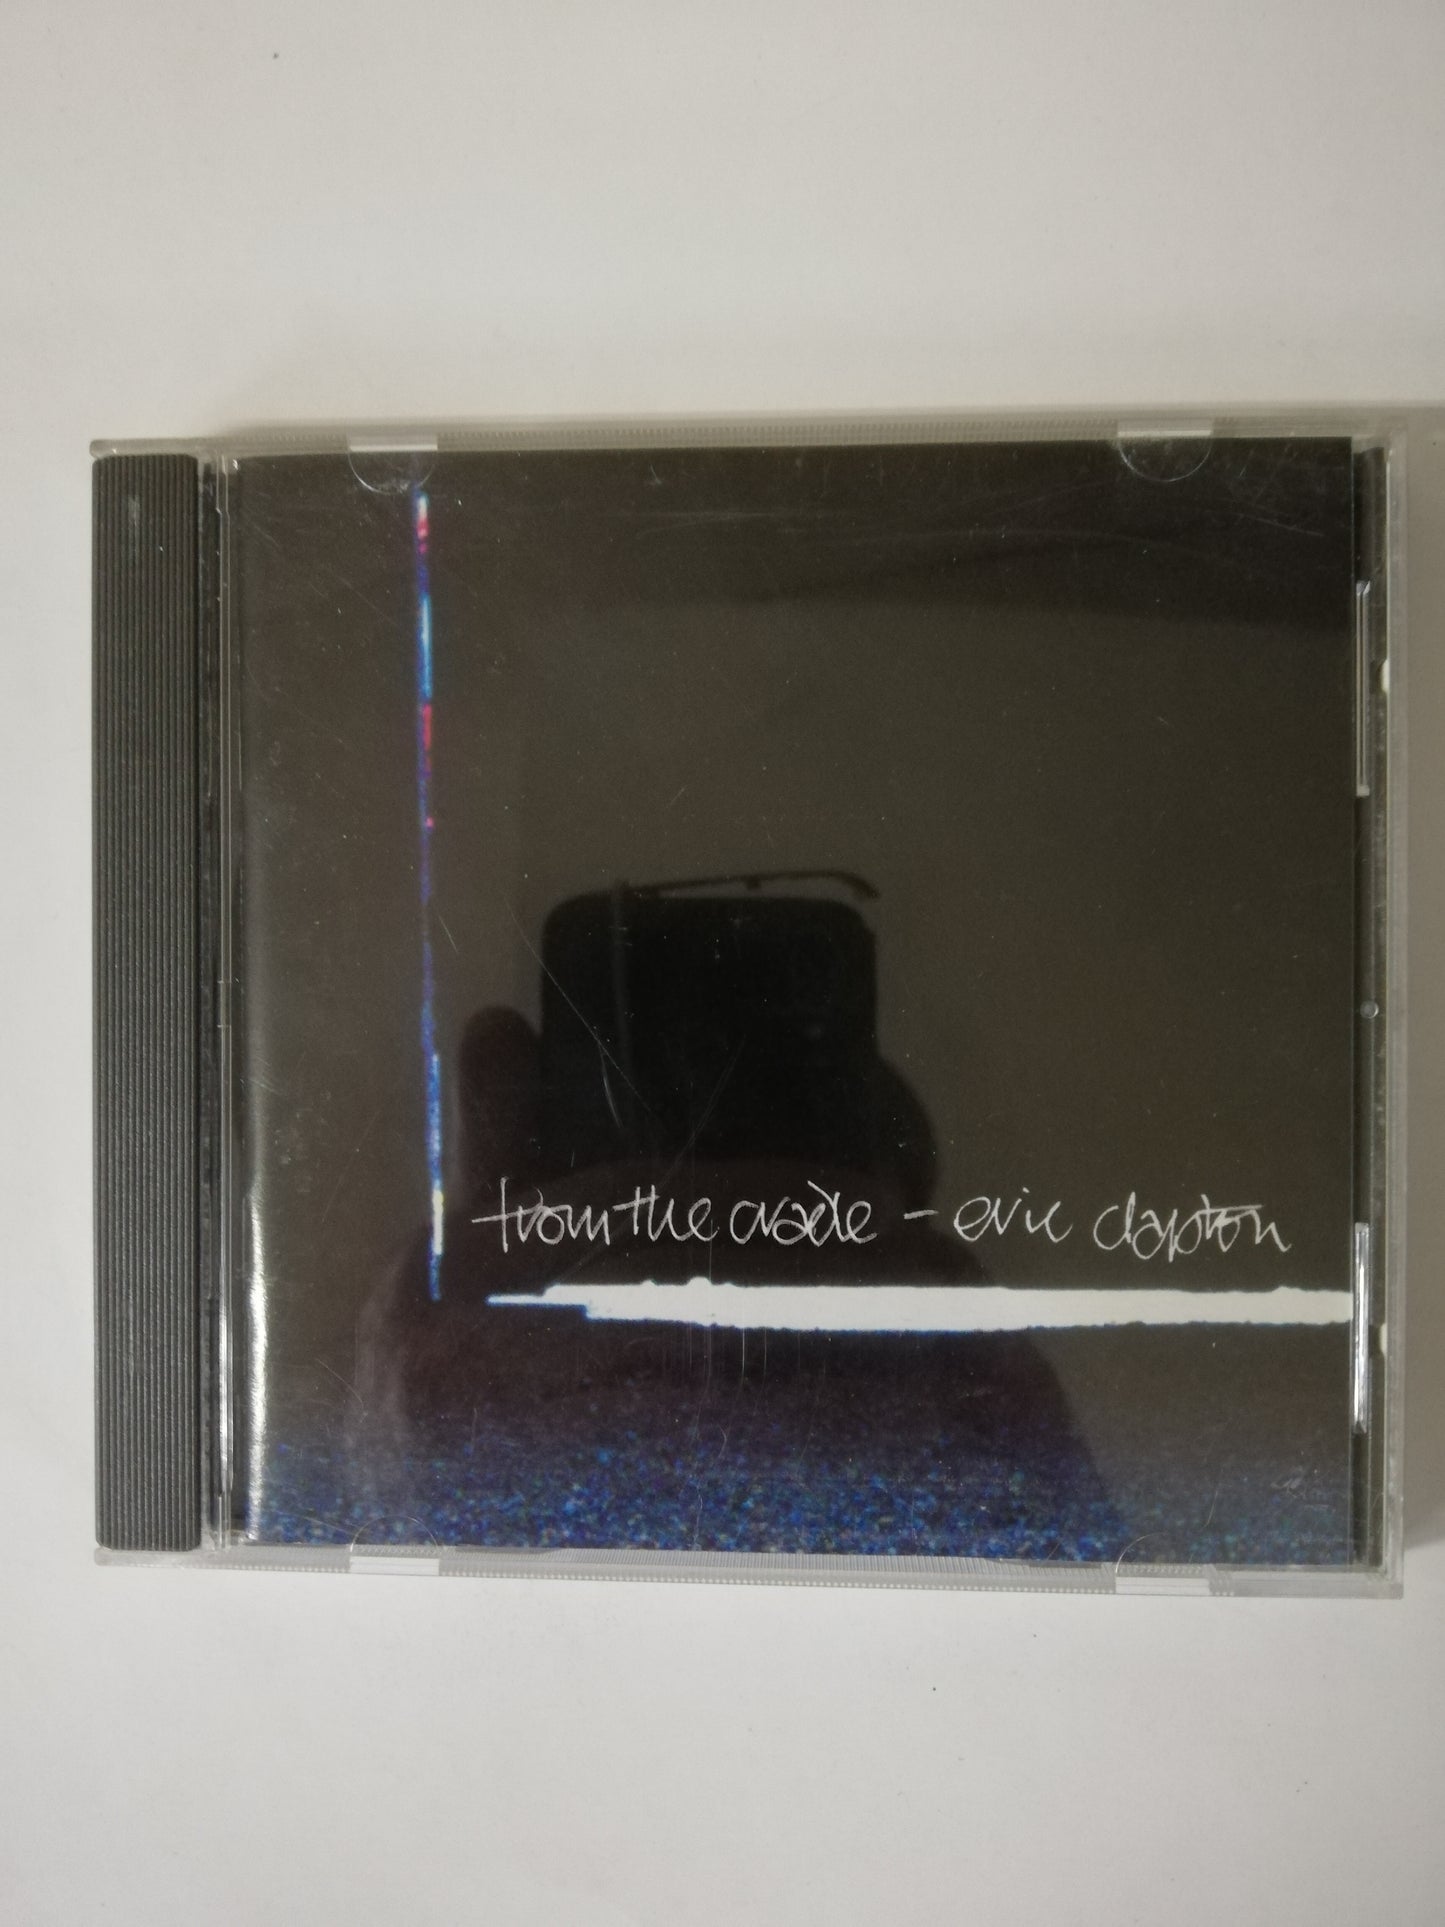 from the cradle - eric clapton